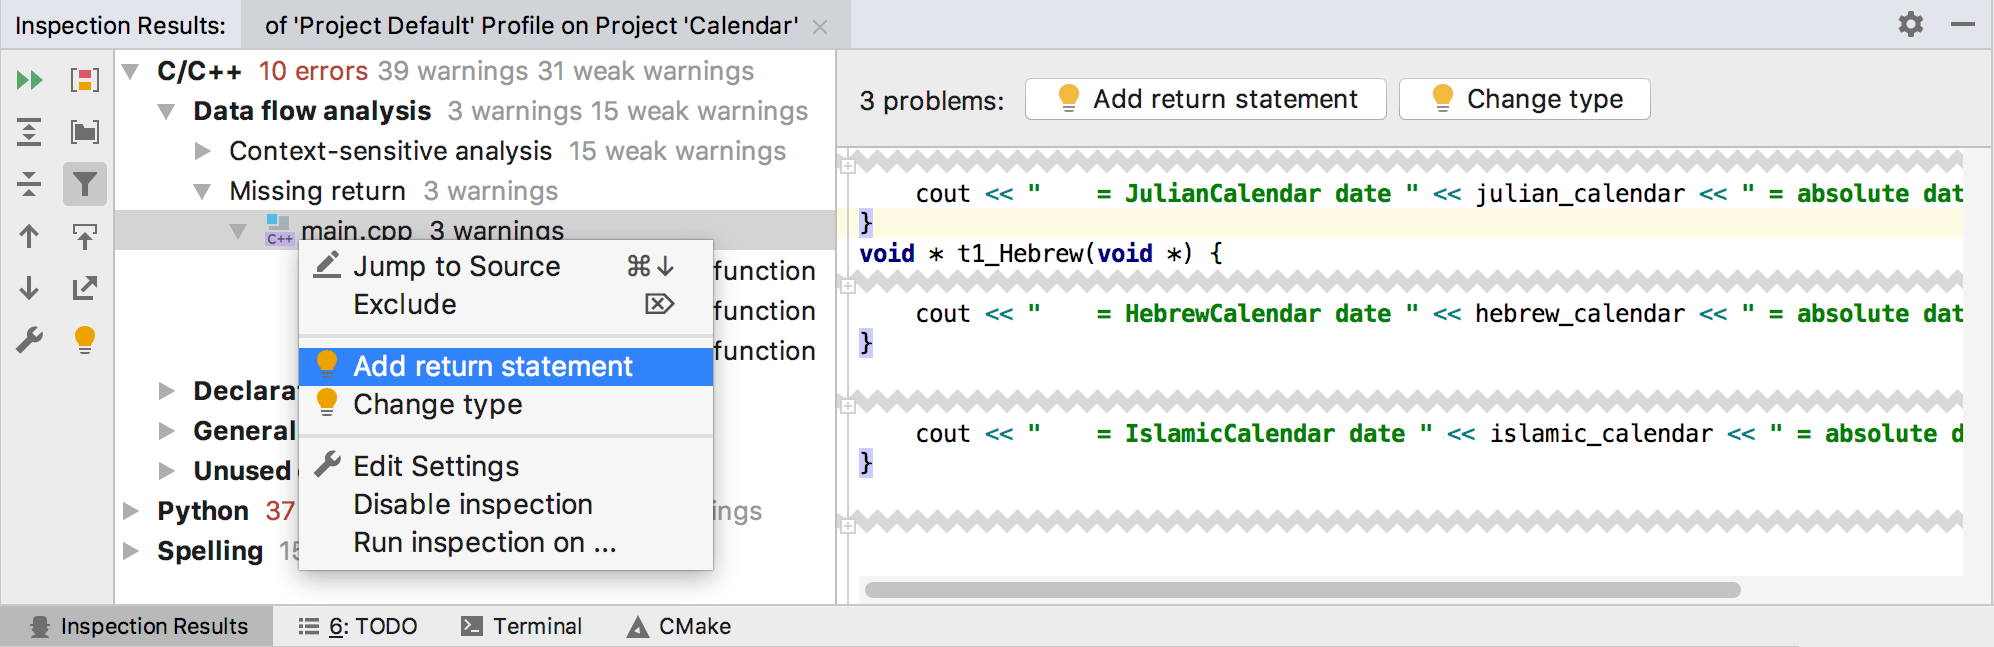 Inspection Results: of 'Project Default' Profile on Project 'Calendar'
C/C++ 10 errors 39 warnings 31 weak warnings
Data flow analysis 3 warnings 15 weak warnings
Context-sensitive analysis 15 weak warnings
Missing return 3 warnings
C++ main.cpp 3 warnings
function
function
function
General
Unused
Python 37
Spelling
Jump to Source ⌘↓
Exclude ⌦
Add return statement
Change type
Edit Settings
Disable inspection
Run inspection on ...
3 problems: Add return statement Change type
cout << "    = JulianCalendar date " << julian_calendar << " = absolute dat
}
void * t1_Hebrew(void *) {
cout << "    = HebrewCalendar date " << hebrew_calendar << " = absolute dat
}
cout << "    = IslamicCalendar date " << islamic_calendar << " = absolute d
}
Inspection Results 6: TODO Terminal CMake